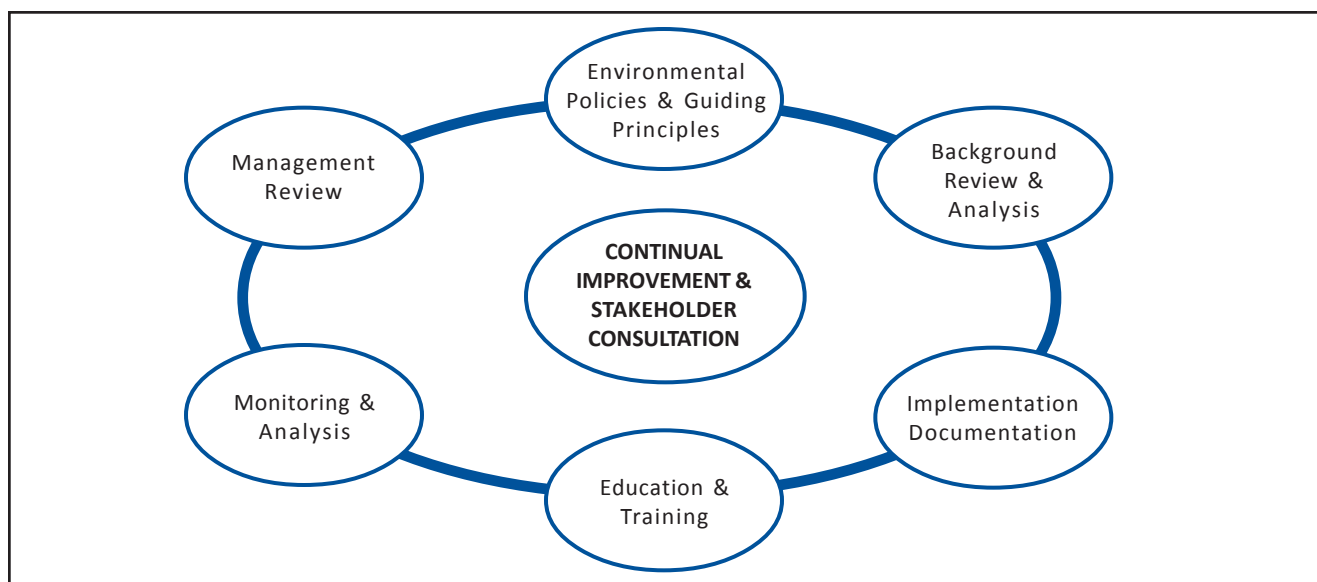 Environmental
Policies & Guiding
Principles
Background
Review &
Analysis
Implementation
Documentation
Education &
Training
Monitoring &
Analysis
Management
Review
CONTINUAL
IMPROVEMENT &
STAKEHOLDER
CONSULTATION